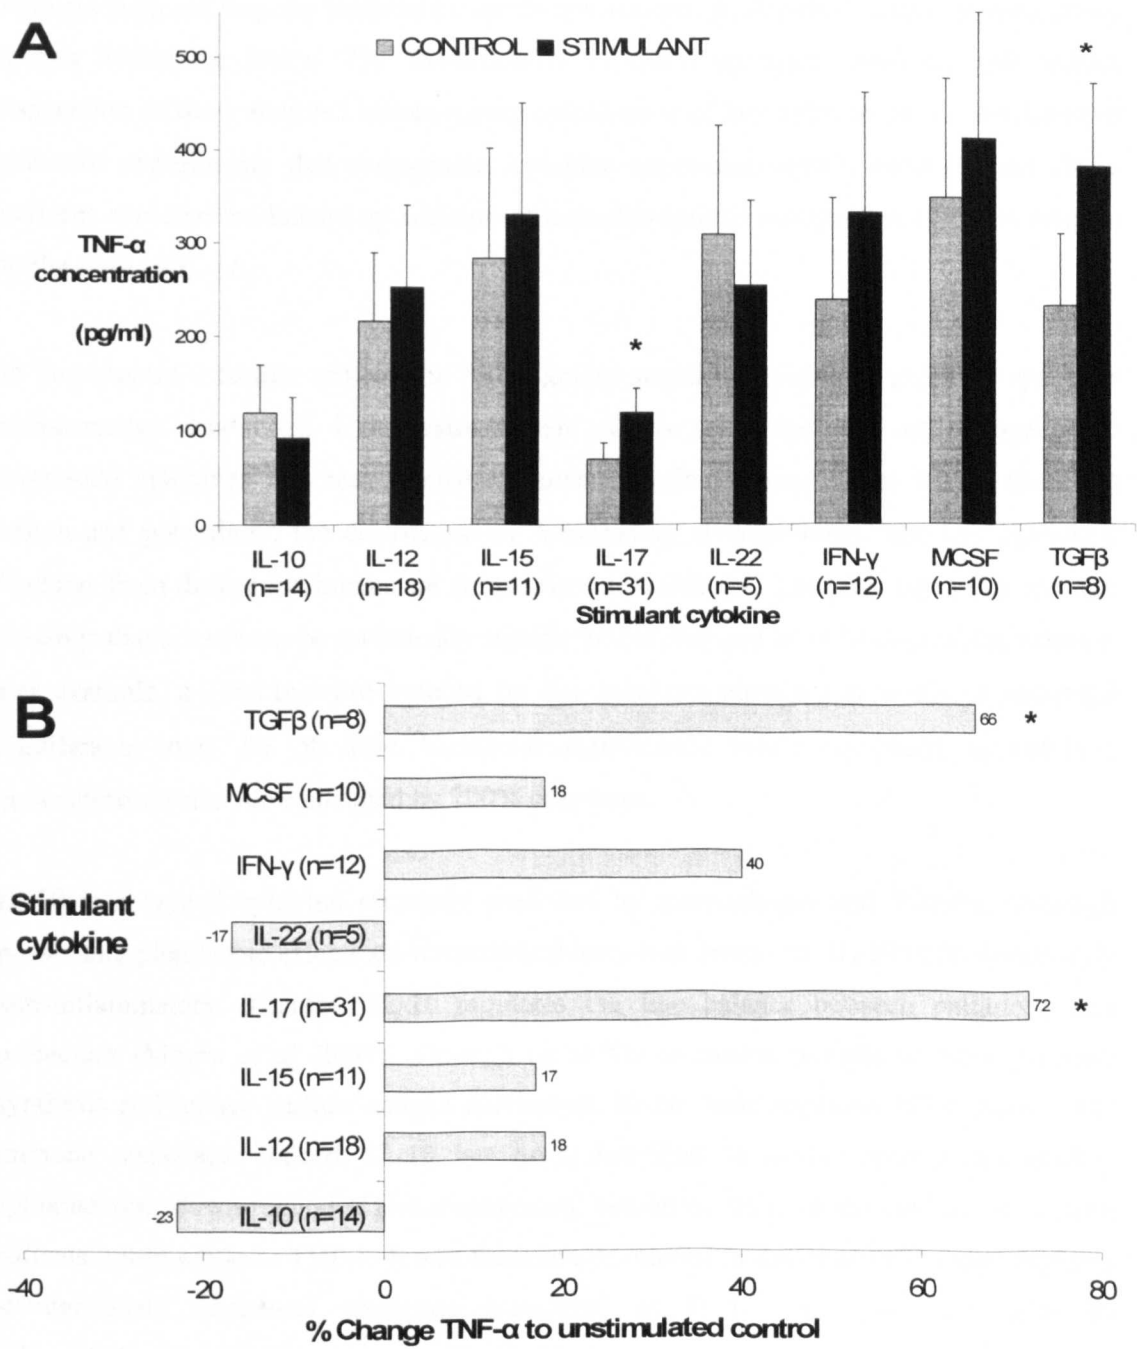 A
CONTROL STIMULANT
*
500
400
300
200
100
0
TNF-α
concentration
(pg/ml)
*
IL-10 IL-12 IL-15 IL-17 IL-22 IFN-γ MCSF TGFβ
(n=14) (n=18) (n=11) (n=31) (n=5) (n=12) (n=10) (n=8)
Stimulant cytokine
B
TGFβ (n=8) 66 *
MCSF (n=10) 18
IFN-γ (n=12) 40
Stimulant
cytokine
-17 IL-22 (n=5)
IL-17 (n=31) 72 *
IL-15 (n=11) 17
IL-12 (n=18) 18
-23 IL-10 (n=14)
-40 -20 0 20 40 60 80
% Change TNF-α to unstimulated control